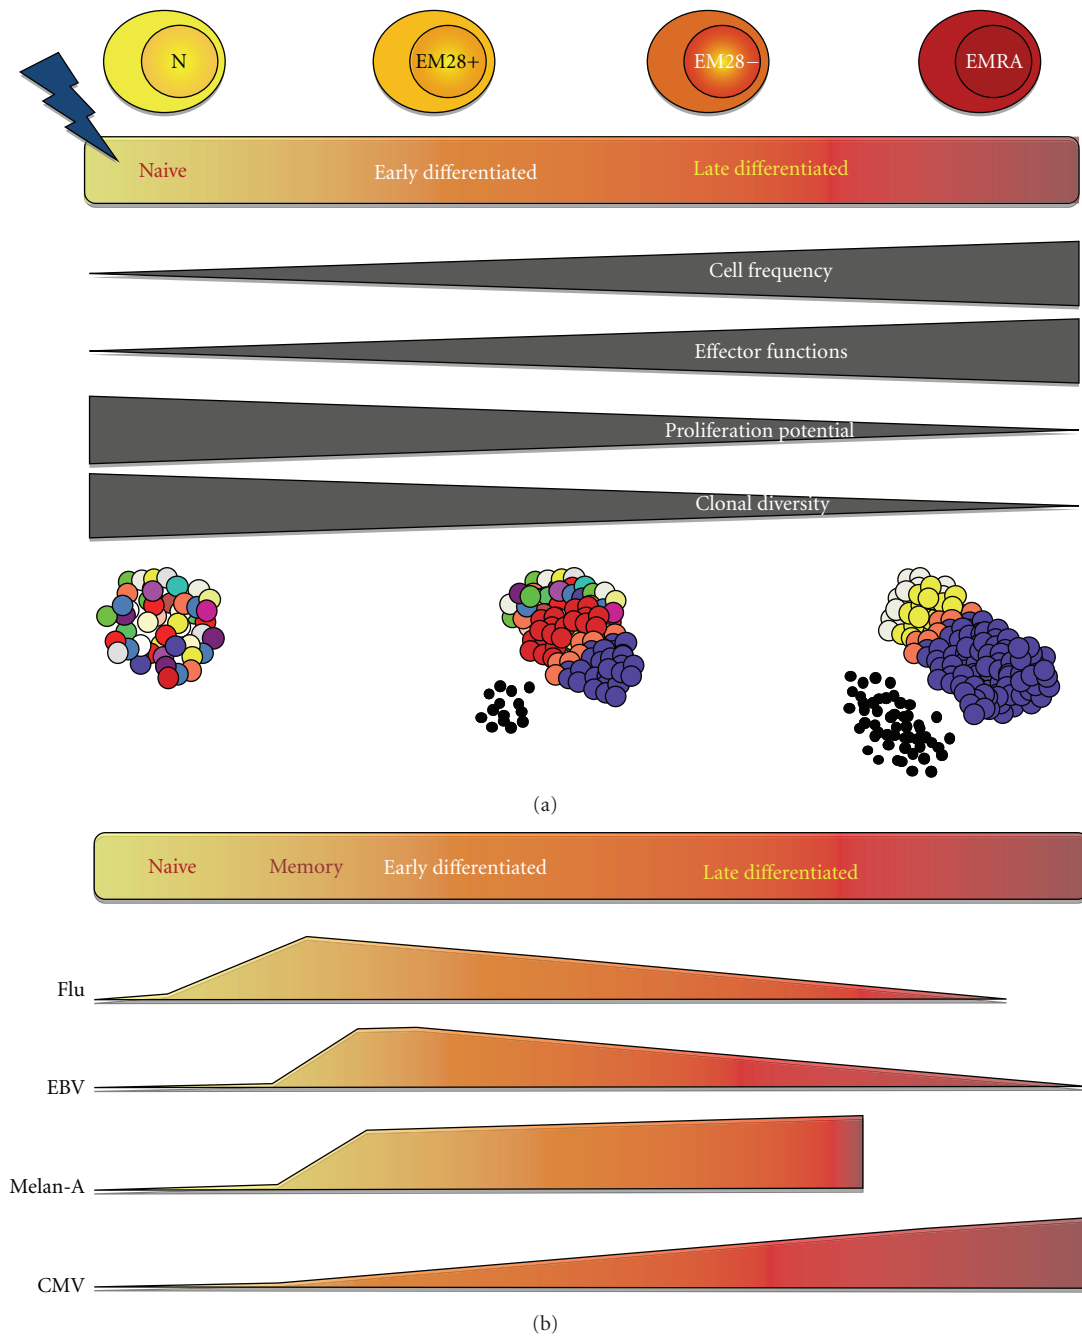 N
EM28+
EM28−
EMRA
Naive
Early differentiated
Late differentiated
Cell frequency
Effector functions
Proliferation potential
Clonal diversity
(a)
Naive
Memory
Early differentiated
Late differentiated
Flu
EBV
Melan-A
CMV
(b)